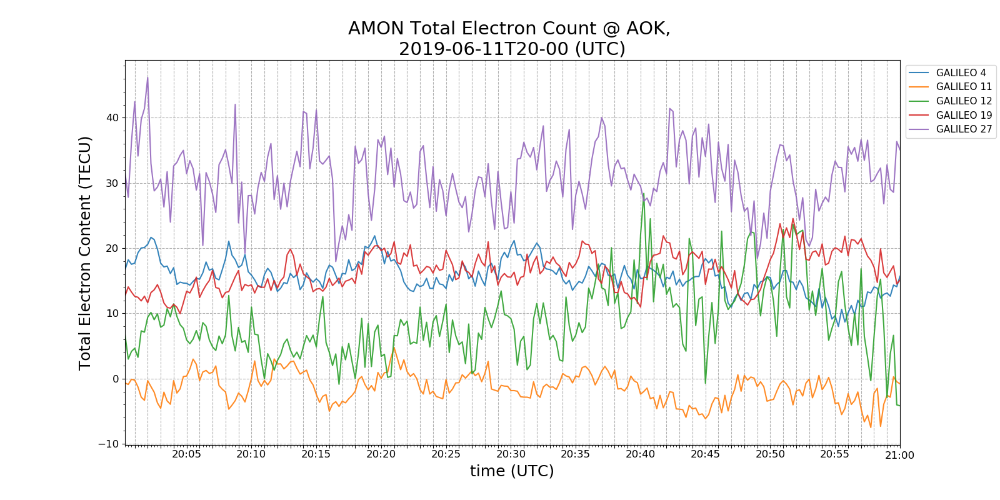 AMON Total Electron Count @ AOK,
2019-06-11T20-00 (UTC)
GALILEO 4
GALILEO 11
GALILEO 12
GALILEO 19
GALILEO 27
Total Electron Content (TECU)
40
30
20
10
0
−10
20:05 20:10 20:15 20:20 20:25 20:30 20:35 20:40 20:45 20:50 20:55 21:00
time (UTC)